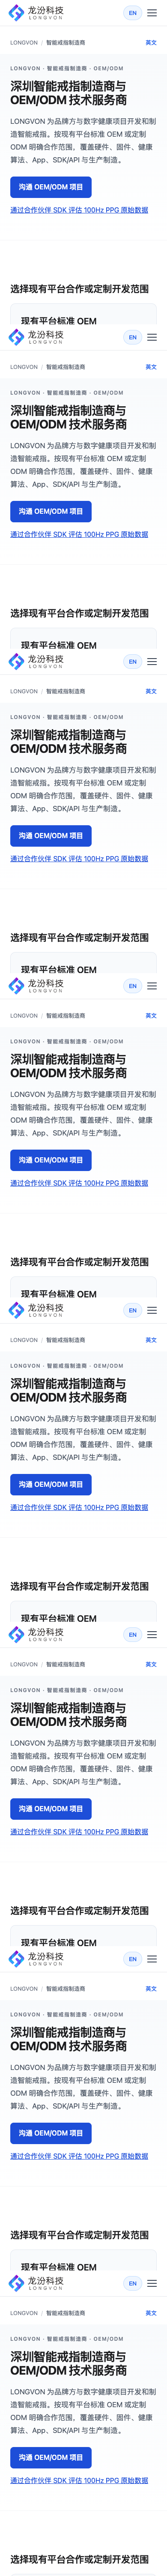 龙汾科技
LONGVON
EN
LONGVON / 智能戒指制造商
英文
LONGVON · 智能戒指制造商 · OEM/ODM
深圳智能戒指制造商与
OEM/ODM 技术服务商
LONGVON 为品牌方与数字健康项目开发和制
造智能戒指。按现有平台标准 OEM 或定制
ODM 明确合作范围，覆盖硬件、固件、健康
算法、App、SDK/API 与生产制造。
沟通 OEM/ODM 项目
通过合作伙伴 SDK 评估 100Hz PPG 原始数据
选择现有平台合作或定制开发范围
现有平台标准 OEM
龙汾科技
LONGVON
EN
LONGVON / 智能戒指制造商
英文
LONGVON · 智能戒指制造商 · OEM/ODM
深圳智能戒指制造商与
OEM/ODM 技术服务商
LONGVON 为品牌方与数字健康项目开发和制
造智能戒指。按现有平台标准 OEM 或定制
ODM 明确合作范围，覆盖硬件、固件、健康
算法、App、SDK/API 与生产制造。
沟通 OEM/ODM 项目
通过合作伙伴 SDK 评估 100Hz PPG 原始数据
选择现有平台合作或定制开发范围
现有平台标准 OEM
龙汾科技
LONGVON
EN
LONGVON / 智能戒指制造商
英文
LONGVON · 智能戒指制造商 · OEM/ODM
深圳智能戒指制造商与
OEM/ODM 技术服务商
LONGVON 为品牌方与数字健康项目开发和制
造智能戒指。按现有平台标准 OEM 或定制
ODM 明确合作范围，覆盖硬件、固件、健康
算法、App、SDK/API 与生产制造。
沟通 OEM/ODM 项目
通过合作伙伴 SDK 评估 100Hz PPG 原始数据
选择现有平台合作或定制开发范围
现有平台标准 OEM
龙汾科技
LONGVON
EN
LONGVON / 智能戒指制造商
英文
LONGVON · 智能戒指制造商 · OEM/ODM
深圳智能戒指制造商与
OEM/ODM 技术服务商
LONGVON 为品牌方与数字健康项目开发和制
造智能戒指。按现有平台标准 OEM 或定制
ODM 明确合作范围，覆盖硬件、固件、健康
算法、App、SDK/API 与生产制造。
沟通 OEM/ODM 项目
通过合作伙伴 SDK 评估 100Hz PPG 原始数据
选择现有平台合作或定制开发范围
现有平台标准 OEM
龙汾科技
LONGVON
EN
LONGVON / 智能戒指制造商
英文
LONGVON · 智能戒指制造商 · OEM/ODM
深圳智能戒指制造商与
OEM/ODM 技术服务商
LONGVON 为品牌方与数字健康项目开发和制
造智能戒指。按现有平台标准 OEM 或定制
ODM 明确合作范围，覆盖硬件、固件、健康
算法、App、SDK/API 与生产制造。
沟通 OEM/ODM 项目
通过合作伙伴 SDK 评估 100Hz PPG 原始数据
选择现有平台合作或定制开发范围
现有平台标准 OEM
龙汾科技
LONGVON
EN
LONGVON / 智能戒指制造商
英文
LONGVON · 智能戒指制造商 · OEM/ODM
深圳智能戒指制造商与
OEM/ODM 技术服务商
LONGVON 为品牌方与数字健康项目开发和制
造智能戒指。按现有平台标准 OEM 或定制
ODM 明确合作范围，覆盖硬件、固件、健康
算法、App、SDK/API 与生产制造。
沟通 OEM/ODM 项目
通过合作伙伴 SDK 评估 100Hz PPG 原始数据
选择现有平台合作或定制开发范围
现有平台标准 OEM
龙汾科技
LONGVON
EN
LONGVON / 智能戒指制造商
英文
LONGVON · 智能戒指制造商 · OEM/ODM
深圳智能戒指制造商与
OEM/ODM 技术服务商
LONGVON 为品牌方与数字健康项目开发和制
造智能戒指。按现有平台标准 OEM 或定制
ODM 明确合作范围，覆盖硬件、固件、健康
算法、App、SDK/API 与生产制造。
沟通 OEM/ODM 项目
通过合作伙伴 SDK 评估 100Hz PPG 原始数据
选择现有平台合作或定制开发范围
现有平台标准 OEM
龙汾科技
LONGVON
EN
LONGVON / 智能戒指制造商
英文
LONGVON · 智能戒指制造商 · OEM/ODM
深圳智能戒指制造商与
OEM/ODM 技术服务商
LONGVON 为品牌方与数字健康项目开发和制
造智能戒指。按现有平台标准 OEM 或定制
ODM 明确合作范围，覆盖硬件、固件、健康
算法、App、SDK/API 与生产制造。
沟通 OEM/ODM 项目
通过合作伙伴 SDK 评估 100Hz PPG 原始数据
选择现有平台合作或定制开发范围